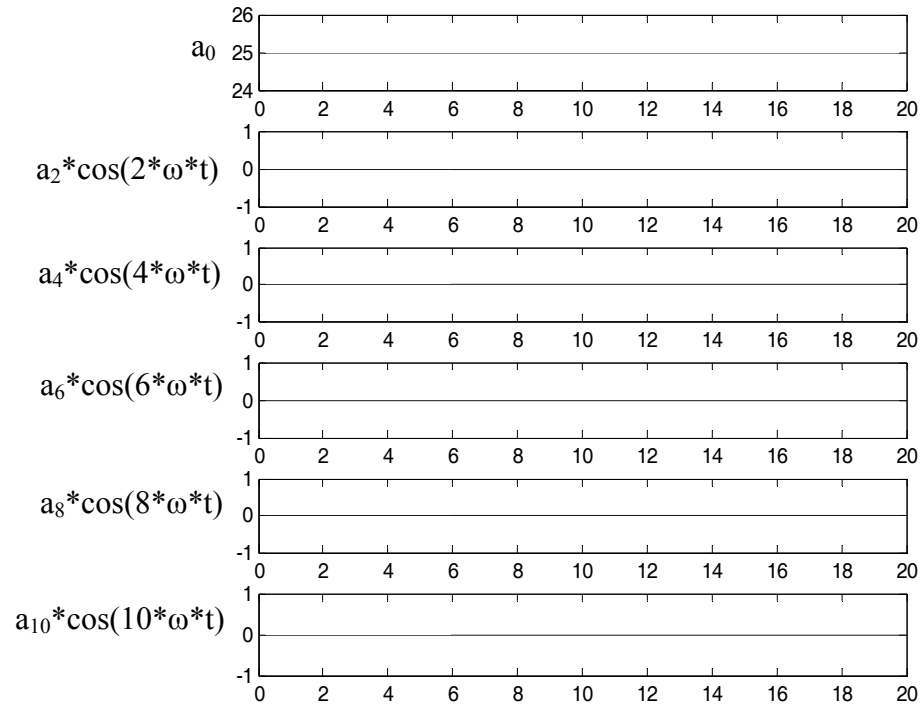 26
a₀ 25
24
0 2 4 6 8 10 12 14 16 18 20
1
a₂*cos(2*ω*t) 0
-1
0 2 4 6 8 10 12 14 16 18 20
1
a₄*cos(4*ω*t) 0
-1
0 2 4 6 8 10 12 14 16 18 20
1
a₆*cos(6*ω*t) 0
-1
0 2 4 6 8 10 12 14 16 18 20
1
a₈*cos(8*ω*t) 0
-1
0 2 4 6 8 10 12 14 16 18 20
1
a₁₀*cos(10*ω*t) 0
-1
0 2 4 6 8 10 12 14 16 18 20